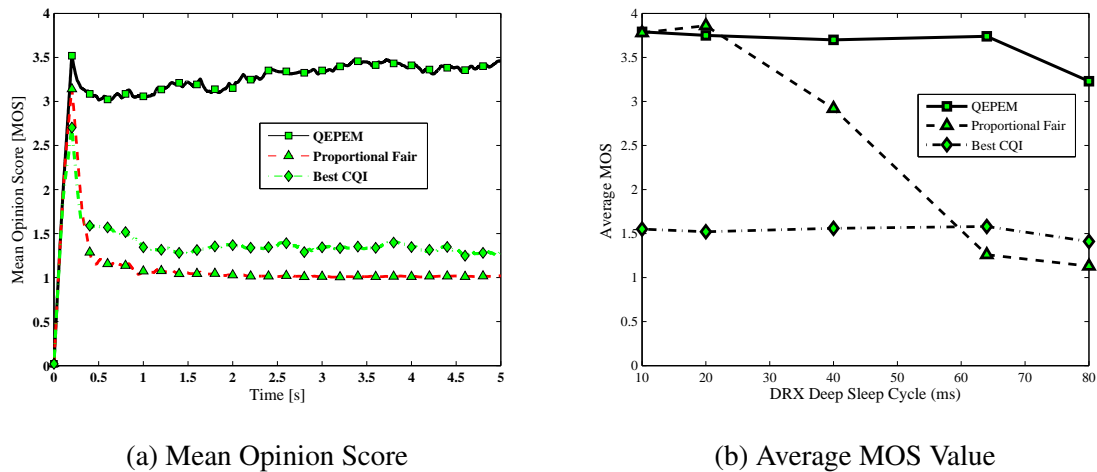 4
3.5
3
2.5
2
1.5
1
0.5
0
Mean Opinion Score [MOS]
QEPEM
Proportional Fair
Best CQI
0 0.5 1 1.5 2 2.5 3 3.5 4 4.5 5
Time [s]
(a) Mean Opinion Score
4
3.5
3
2.5
2
1.5
1
0.5
0
Average MOS
QEPEM
Proportional Fair
Best CQI
10 20 30 40 50 60 70 80
DRX Deep Sleep Cycle (ms)
(b) Average MOS Value